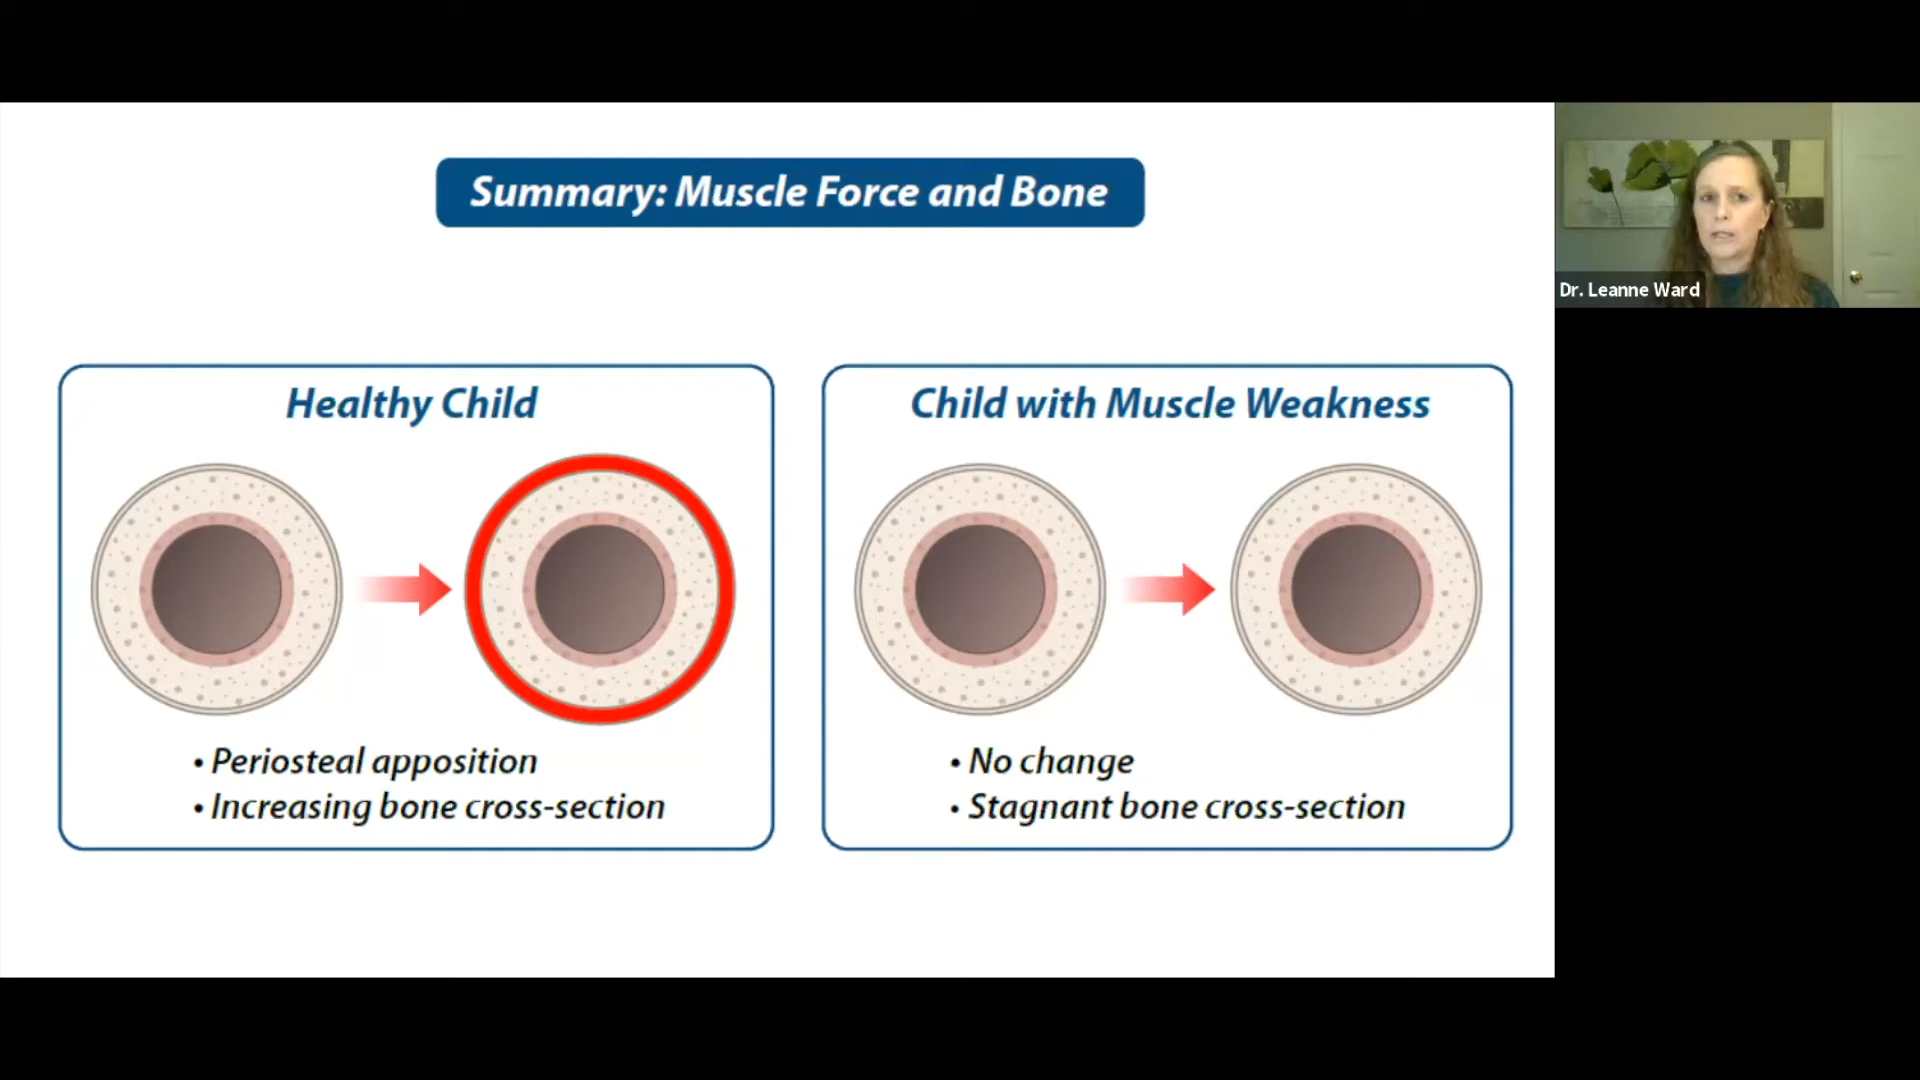 Summary: Muscle Force and Bone
Dr. Leanne Ward
Healthy Child
• Periosteal apposition
• Increasing bone cross-section
Child with Muscle Weakness
• No change
• Stagnant bone cross-section